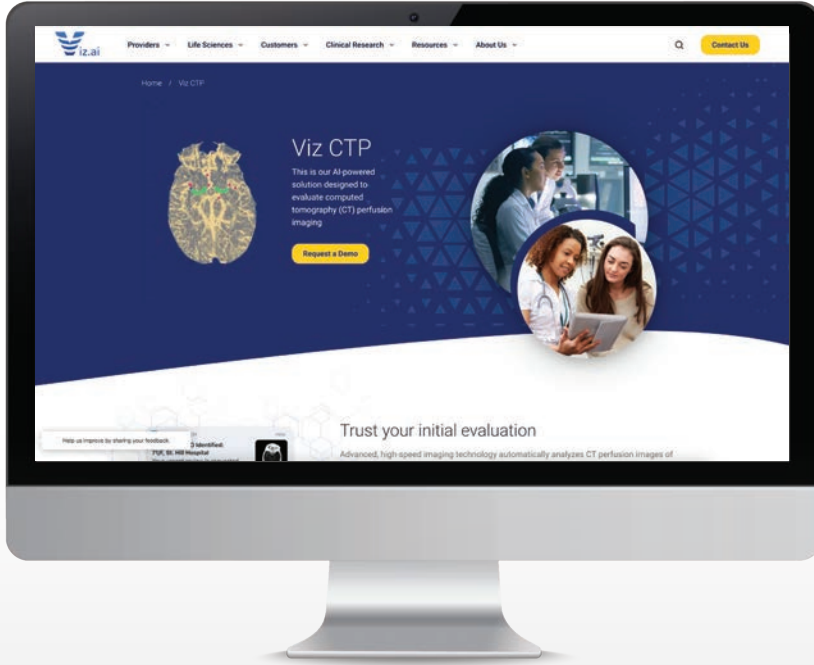 Viz.ai
Providers Life Sciences Customers Clinical Research Resources About Us Contact Us
Home / Viz CTP
Viz CTP
This is our AI-powered
solution designed to
evaluate computed
tomography (CT) perfusion
imaging
Request a Demo
Help us improve by sharing your feedback.
Identified:
Hill Hospital
Trust your initial evaluation
Advanced, high-speed imaging technology automatically analyzes CT perfusion images of